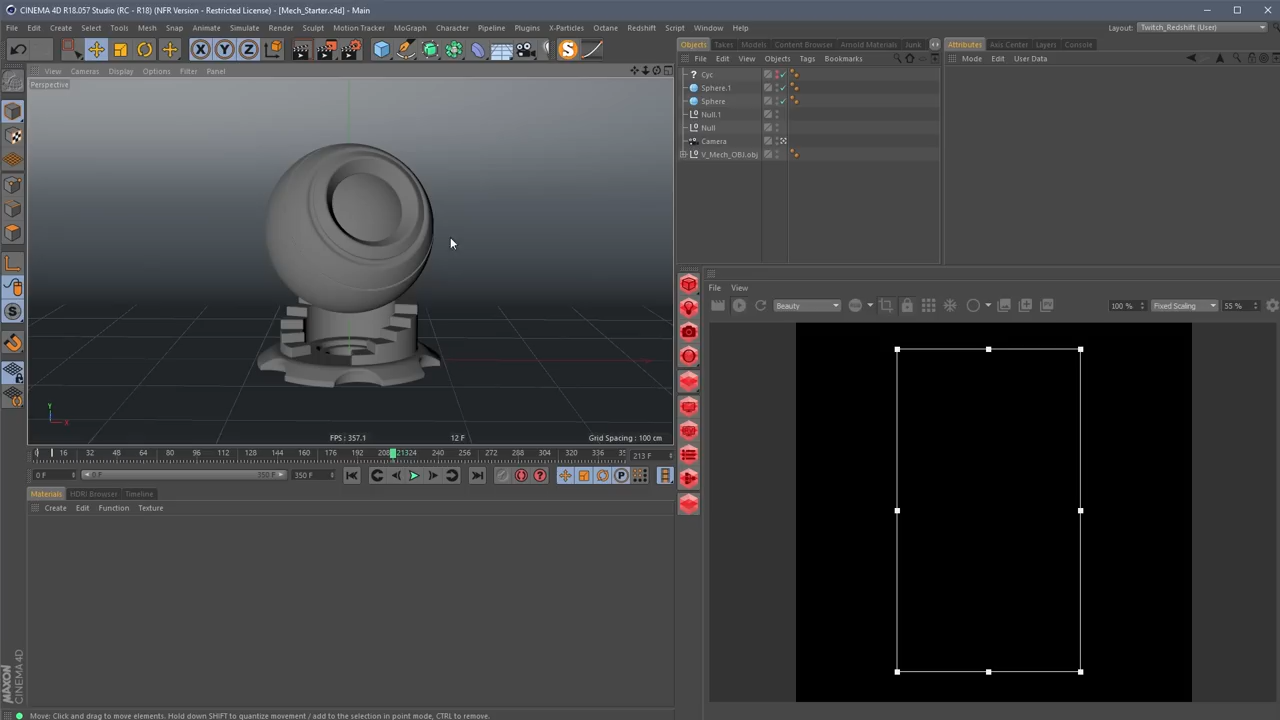 CINEMA 4D R18.057 Studio (RC - R18) (NFR Version - Restricted License) - [Mech_Starter.c4d] - Main
File Edit Create Select Tools Mesh Snap Animate Simulate Render Sculpt Motion Tracker MoGraph Character Pipeline Plugins X-Particles Octane Redshift Script Window Help Layout: Twitch_Redshift (User)
X Y Z
S
Objects Takes Models Content Browser Arnold Materials Junk
Attributes Axis Center Layers Console
File Edit View Objects Tags Bookmarks
Mode Edit User Data
View Cameras Display Options Filter Panel
Perspective
Cyc
Sphere.1
Sphere
Null.1
Null
Camera
V_Mech_OBJ.obj
File View
Beauty
100 % Fixed Scaling 55 %
Y
X
FPS : 357.1 12 F Grid Spacing : 100 cm
0 16 32 48 64 80 96 112 128 144 160 176 192 208 21324 240 256 272 288 304 320 336 35 213 F
0 F 0 F 350 F 350 F
P
Materials HDRI Browser Timeline
Create Edit Function Texture
MAXON
CINEMA 4D
Move: Click and drag to move elements. Hold down SHIFT to quantize movement / add to the selection in point mode, CTRL to remove.